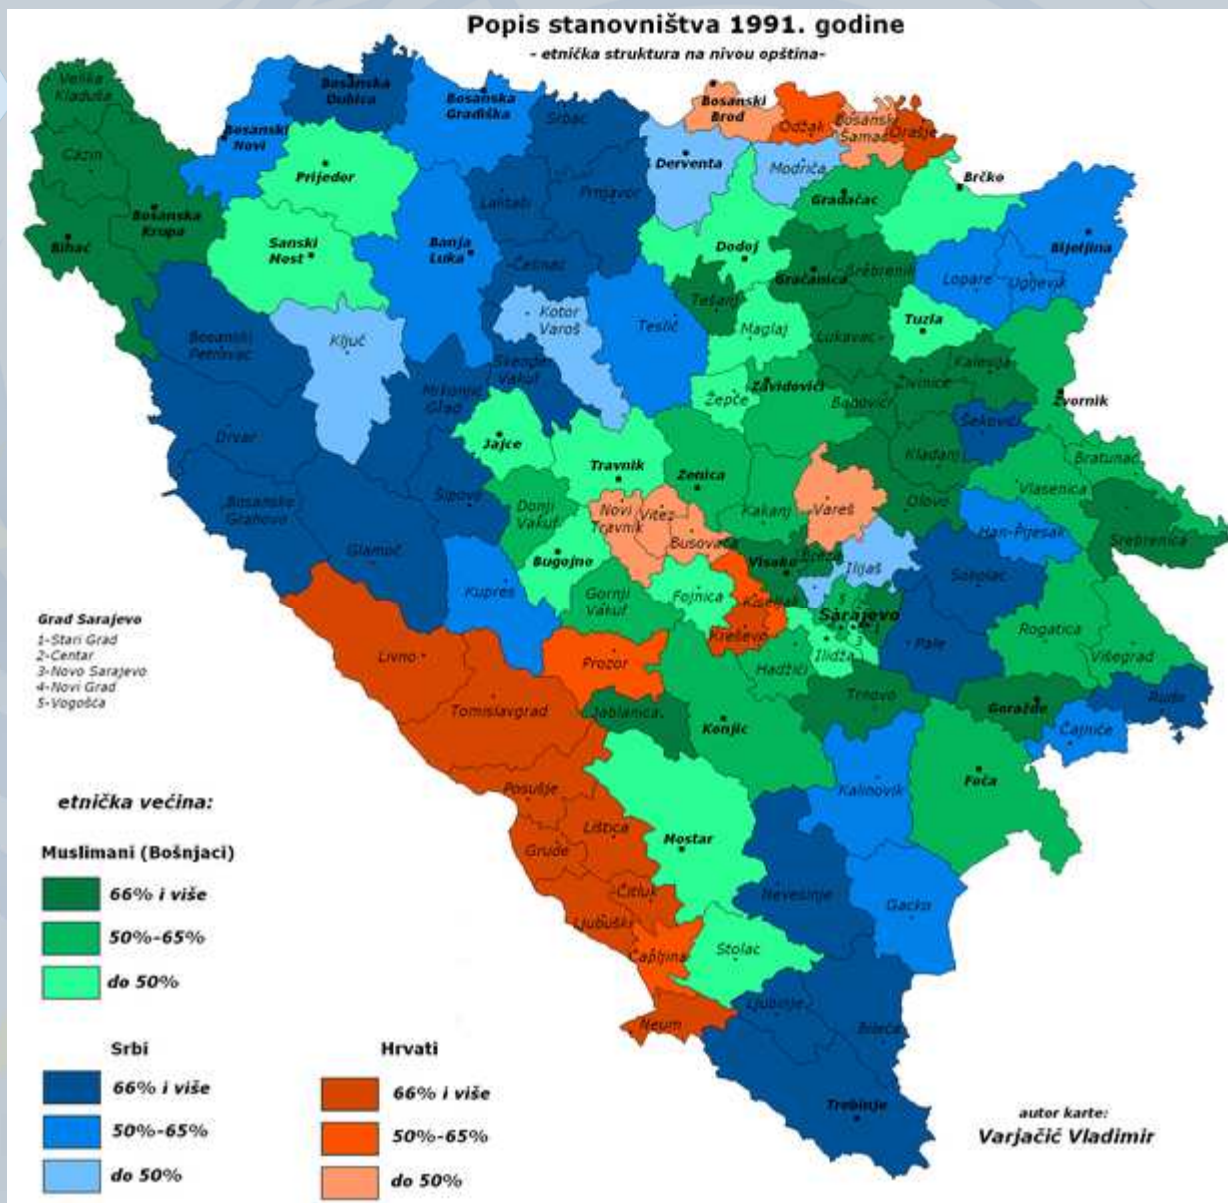 Popis stanovništva 1991. godine
- etnička struktura na nivou opština-
Velika
Kladuša
Cazin
Bosanska
Krupa
Bihać
Bosanski
Novi
Bosanska
Dubica
Prijedor
Sanski
Most
Bosanska
Gradiška
Srbac
Laktaši
Prnjavor
Banja
Luka
Čelinac
Kotor
Varoš
Skender
Vakuf
Teslić
Derventa
Bosanski
Brod
Odžak
Bosanski
Šamac
Orašje
Modriča
Gradačac
Brčko
Dodoj
Gračanica
Srebrenik
Tešanj
Maglaj
Lukavac
Tuzla
Lopare
Ugljevik
Bijeljina
Kalesija
Živinice
Banovići
Zavidovići
Žepče
Zvornik
Šekovići
Kladanj
Bratunac
Vlasenica
Olovo
Srebrenica
Han-Pijesak
Bosanski
Petrovac
Ključ
Mrkonjić
Grad
Drvar
Bosansko
Grahovo
Glamoč
Šipovo
Jajce
Travnik
Zenica
Kakanj
Vareš
Donji
Vakuf
Novi
Travnik
Vitez
Busovača
Bugojno
Visoko
Breza
Ilijaš
Sokolac
Kupres
Gornji
Vakuf
Fojnica
Kiseljak
Kreševo
Sarajevo
Ilidža
Hadžići
Pale
Rogatica
Višegrad
Rudo
Trnovo
Goražde
Čajniče
Livno
Tomislavgrad
Prozor
Jablanica
Konjic
Kalinovik
Foča
Posušje
Lištica
Grude
Mostar
Čitluk
Ljubuški
Čapljina
Nevesinje
Gacko
Stolac
Neum
Ljubinje
Bileća
Trebinje
Grad Sarajevo
1-Stari Grad
2-Centar
3-Novo Sarajevo
4-Novi Grad
5-Vogošća
etnička većina:
Muslimani (Bošnjaci)
66% i više
50%-65%
do 50%
Srbi
66% i više
50%-65%
do 50%
Hrvati
66% i više
50%-65%
do 50%
autor karte:
Varjačić Vladimir